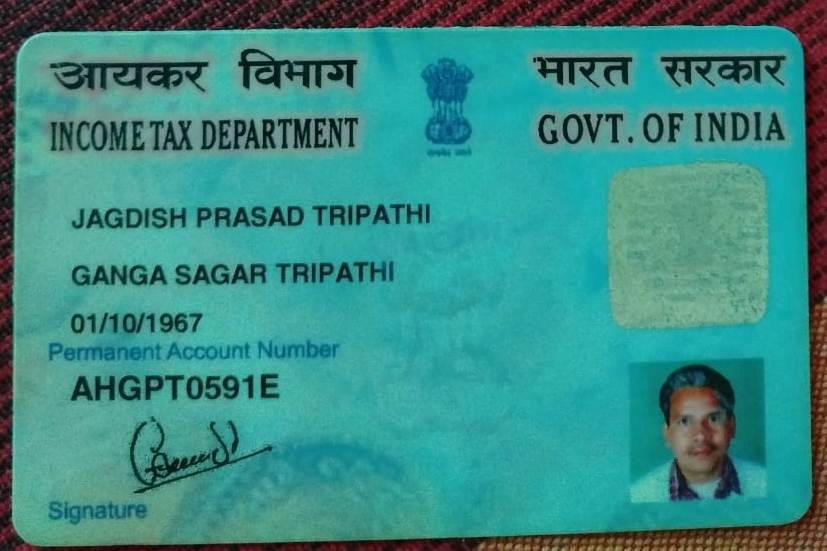 आयकर विभाग
INCOME TAX DEPARTMENT
भारत सरकार
GOVT. OF INDIA
JAGDISH PRASAD TRIPATHI
GANGA SAGAR TRIPATHI
01/10/1967
Permanent Account Number
AHGPT0591E
Signature